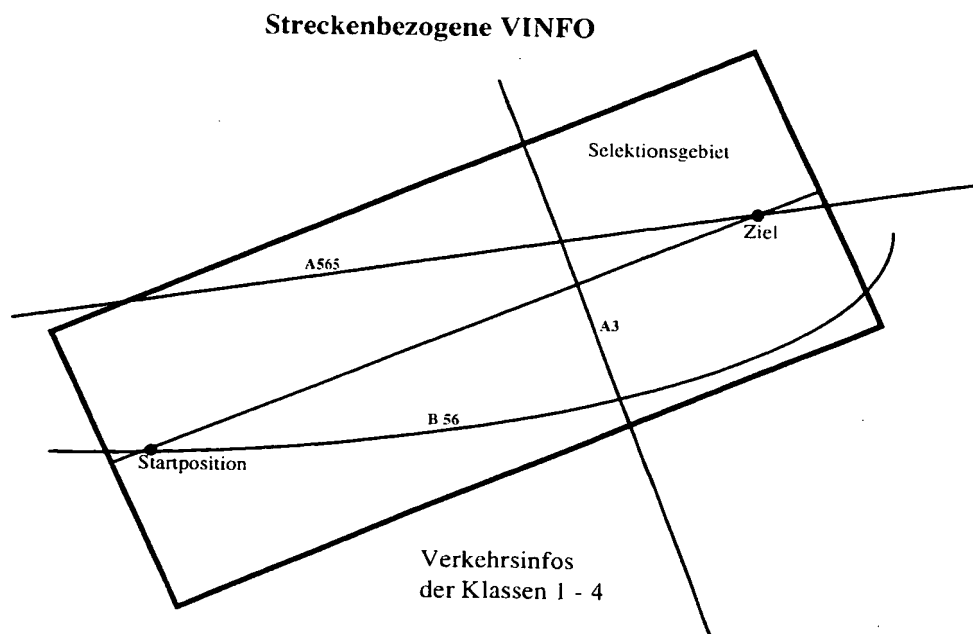 Streckenbezogene VINFO
Selektionsgebiet
Ziel
A565
A3
B 56
Startposition
Verkehrsinfos
der Klassen 1 - 4